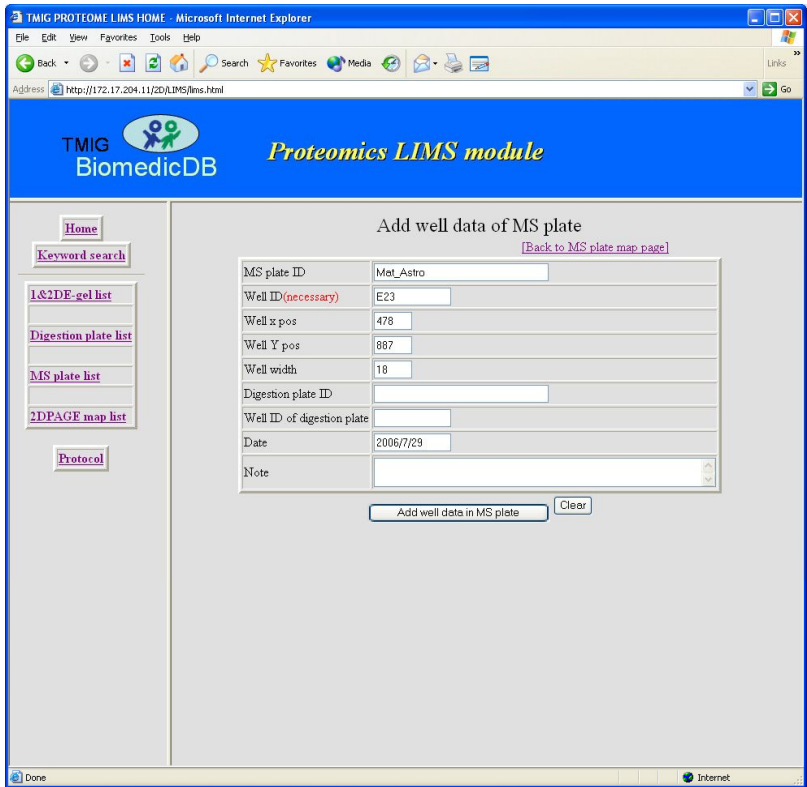 TMIG PROTEOME LIMS HOME - Microsoft Internet Explorer
File Edit View Favorites Tools Help
Back Search Favorites Media Links
Address http://172.17.204.11/2D/LIMS/lims.html Go
TMIG
BiomedicDB
Proteomics LIMS module
Home
Keyword search
1&2DE-gel list
Digestion plate list
MS plate list
2DPAGE map list
Protocol
Add well data of MS plate
[Back to MS plate map page]
MS plate ID Mat_Astro
Well ID(necessary) E23
Well x pos 478
Well Y pos 887
Well width 18
Digestion plate ID
Well ID of digestion plate
Date 2006/7/29
Note
Add well data in MS plate Clear
Done Internet